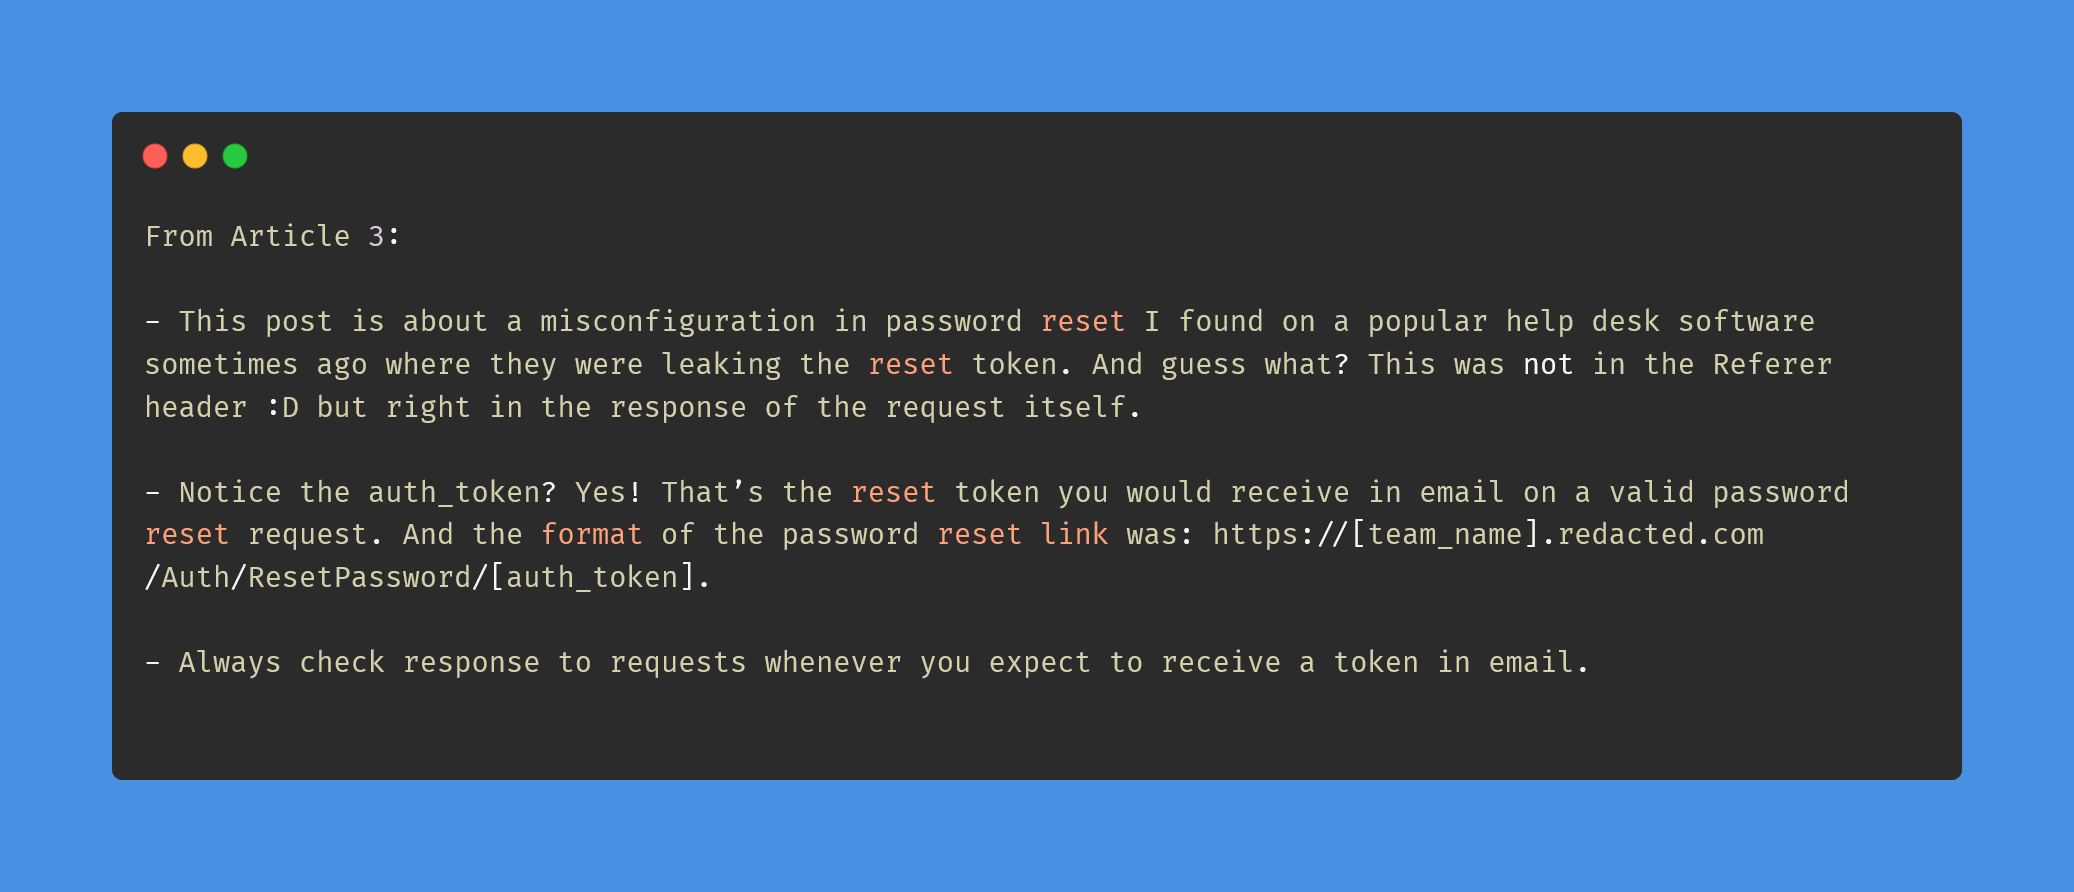 From Article 3:
- This post is about a misconfiguration in password reset I found on a popular help desk software
sometimes ago where they were leaking the reset token. And guess what? This was not in the Referer
header :D but right in the response of the request itself.
- Notice the auth_token? Yes! That’s the reset token you would receive in email on a valid password
reset request. And the format of the password reset link was: https://[team_name].redacted.com
/Auth/ResetPassword/[auth_token].
- Always check response to requests whenever you expect to receive a token in email.